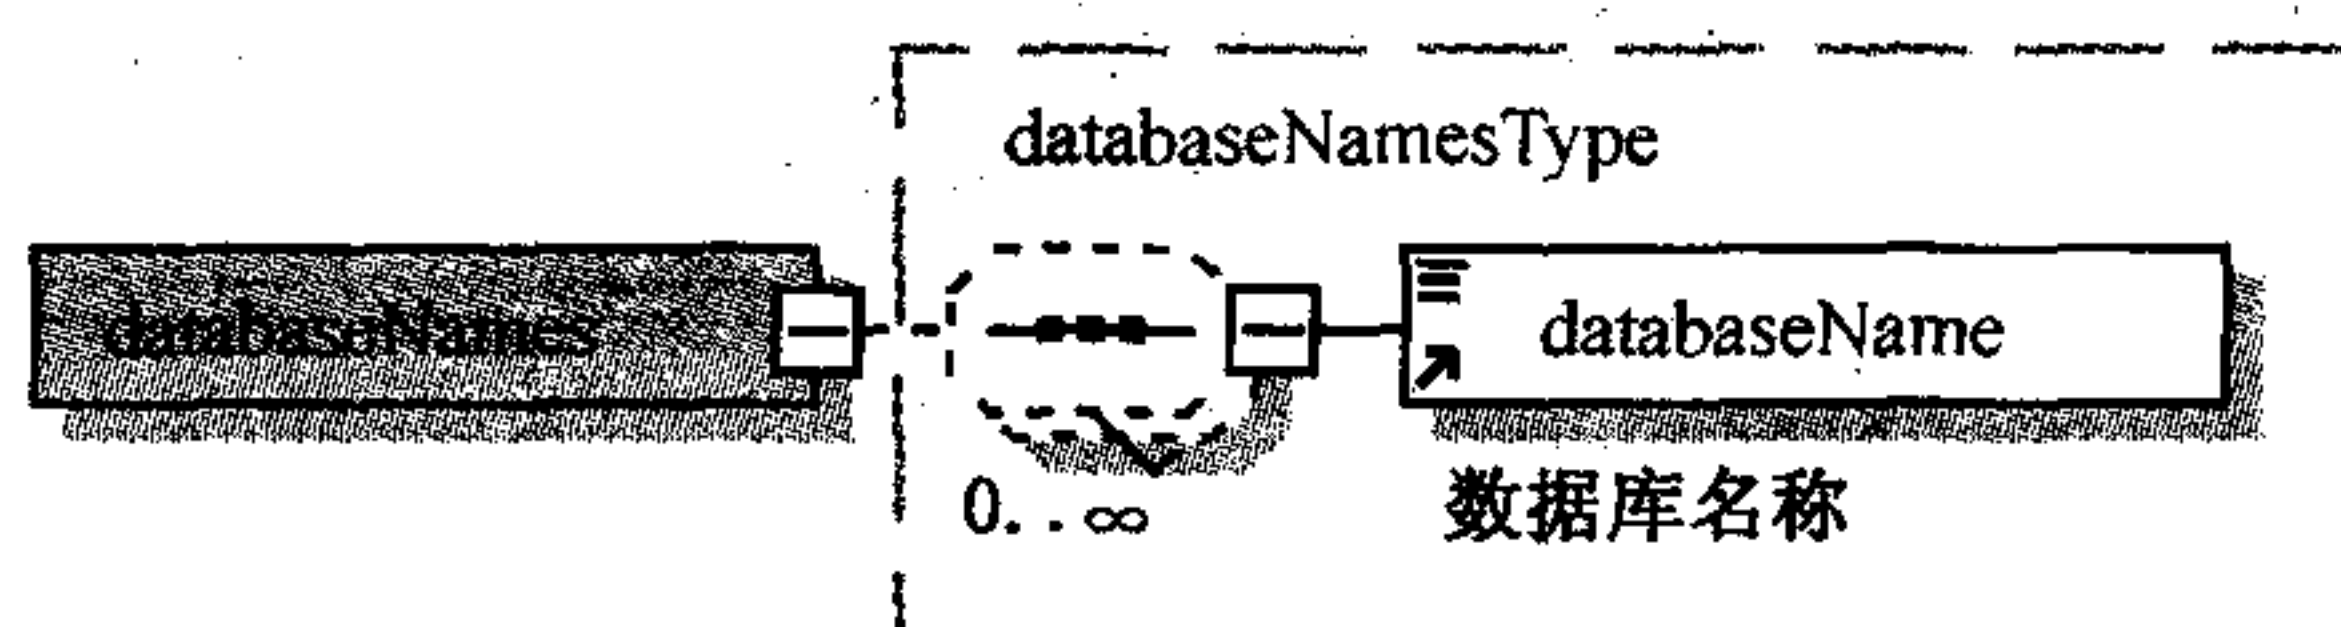 databaseNamesType
databaseNames
databaseName
0. . ∞
数据库名称